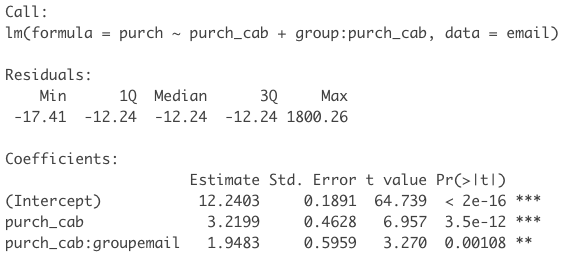 Call:
lm(formula = purch ~ purch_cab + group:purch_cab, data = email)
Residuals:
Min 1Q Median 3Q Max
-17.41 -12.24 -12.24 -12.24 1800.26
Coefficients:
Estimate Std. Error t value Pr(>|t|)
(Intercept) 12.2403 0.1891 64.739 < 2e-16 ***
purch_cab 3.2199 0.4628 6.957 3.5e-12 ***
purch_cab:groupemail 1.9483 0.5959 3.270 0.00108 **